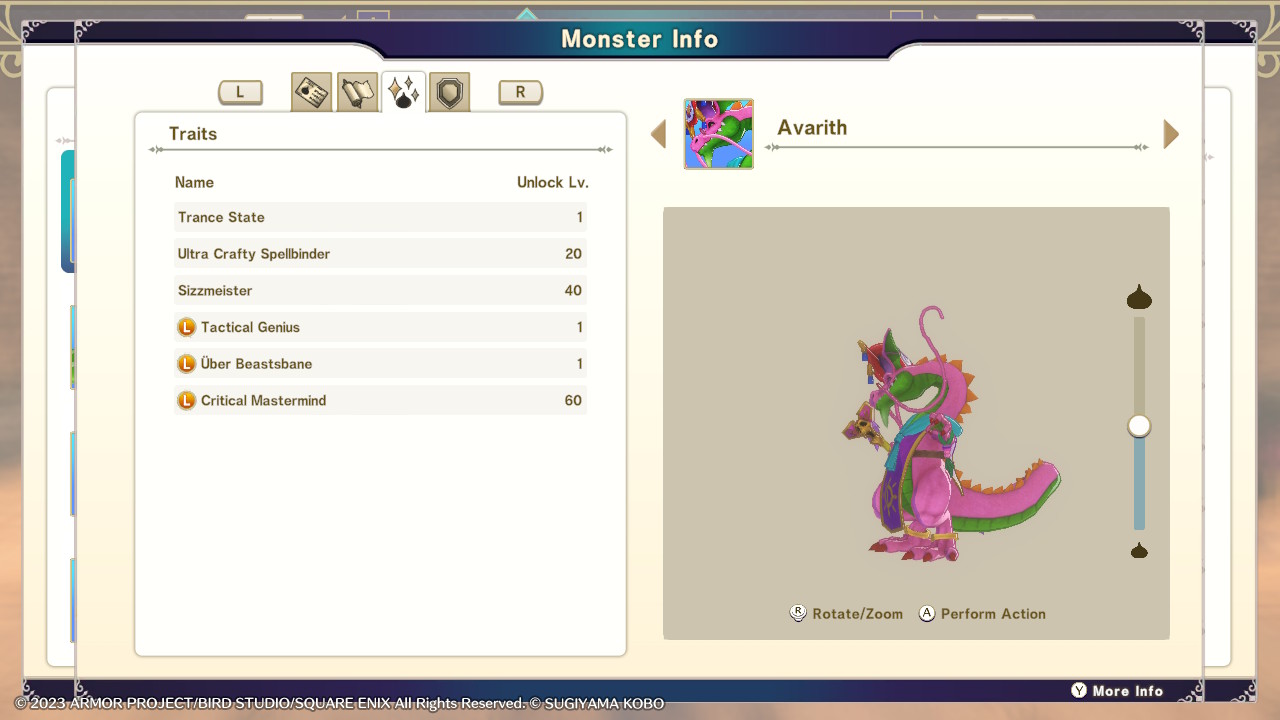 Monster Info
L
R
Traits
Name Unlock Lv.
Trance State 1
Ultra Crafty Spellbinder 20
Sizzmeister 40
L Tactical Genius 1
L Über Beastsbane 1
L Critical Mastermind 60
Avarith
R Rotate/Zoom A Perform Action
Y More Info
© 2023 ARMOR PROJECT/BIRD STUDIO/SQUARE ENIX All Rights Reserved. © SUGIYAMA KOBO